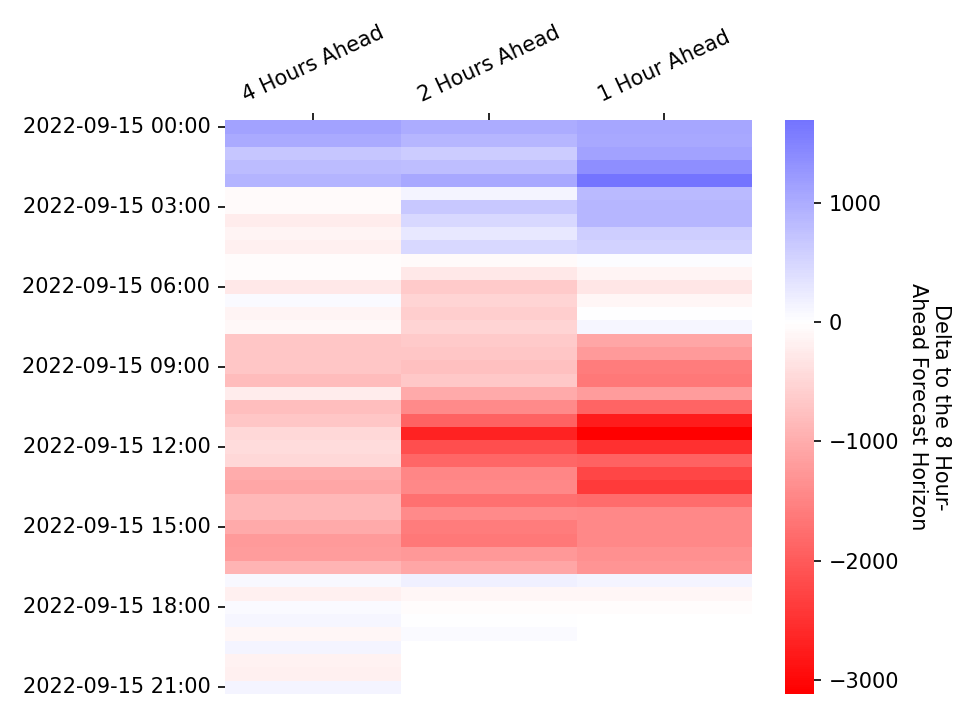 4 Hours Ahead
2 Hours Ahead
1 Hour Ahead
2022-09-15 00:00
2022-09-15 03:00
2022-09-15 06:00
2022-09-15 09:00
2022-09-15 12:00
2022-09-15 15:00
2022-09-15 18:00
2022-09-15 21:00
1000
0
−1000
−2000
−3000
Delta to the 8 Hour-
Ahead Forecast Horizon